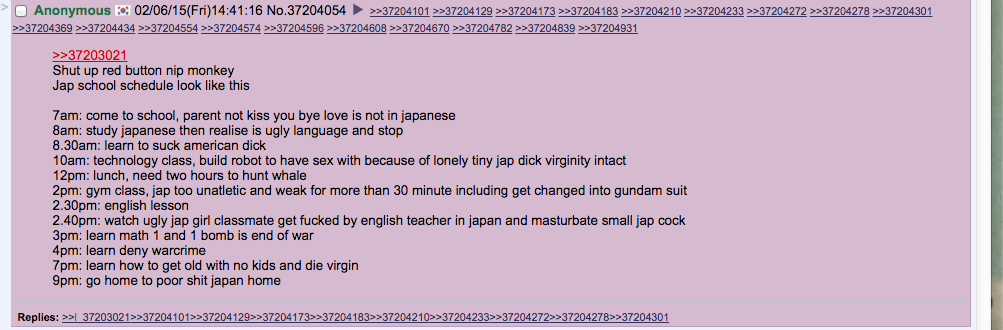 Anonymous 02/06/15(Fri)14:41:16 No.37204054 ▶ >>37204101 >>37204129 >>37204173 >>37204183 >>37204210 >>37204233 >>37204272 >>37204278 >>37204301
>>37204369 >>37204434 >>37204554 >>37204574 >>37204596 >>37204608 >>37204670 >>37204782 >>37204839 >>37204931
>>37203021
Shut up red button nip monkey
Jap school schedule look like this
7am: come to school, parent not kiss you bye love is not in japanese
8am: study japanese then realise is ugly language and stop
8.30am: learn to suck american dick
10am: technology class, build robot to have sex with because of lonely tiny jap dick virginity intact
12pm: lunch, need two hours to hunt whale
2pm: gym class, jap too unatletic and weak for more than 30 minute including get changed into gundam suit
2.30pm: english lesson
2.40pm: watch ugly jap girl classmate get fucked by english teacher in japan and masturbate small jap cock
3pm: learn math 1 and 1 bomb is end of war
4pm: learn deny warcrime
7pm: learn how to get old with no kids and die virgin
9pm: go home to poor shit japan home
Replies: >>l_37203021>>37204101>>37204129>>37204173>>37204183>>37204210>>37204233>>37204272>>37204278>>37204301